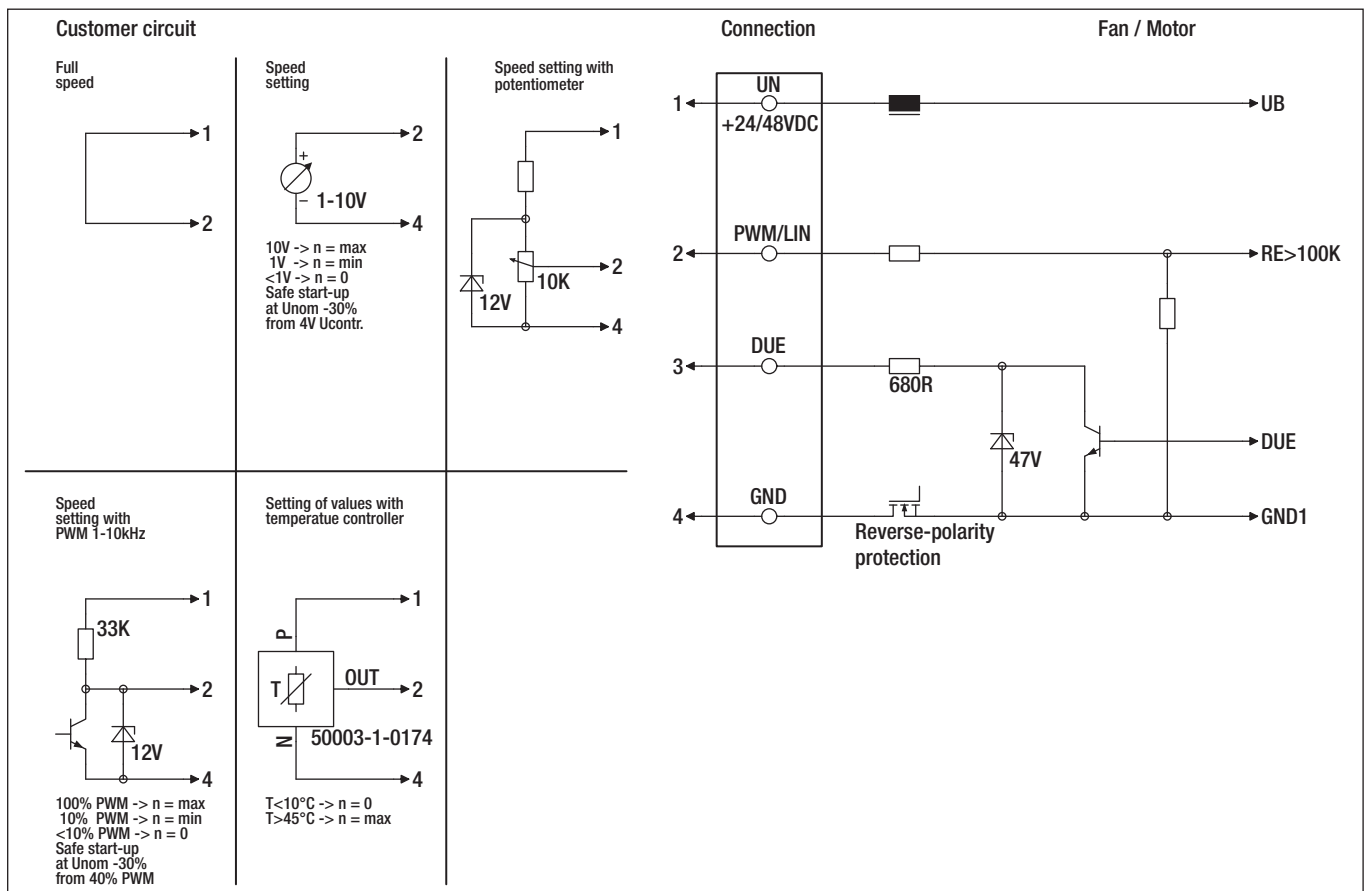 Customer circuit
Connection
Fan / Motor
Full
speed
1
2
Speed
setting
2
+
− 1-10V
4
10V -> n = max
1V -> n = min
<1V -> n = 0
Safe start-up
at Unom -30%
from 4V Ucontr.
Speed setting with
potentiometer
1
2
10K
12V
4
1
UN
+24/48VDC
UB
2
PWM/LIN
RE>100K
3
DUE
680R
47V
DUE
4
GND
GND1
Reverse-polarity
protection
Speed
setting with
PWM 1-10kHz
1
33K
2
12V
4
100% PWM -> n = max
10% PWM -> n = min
<10% PWM -> n = 0
Safe start-up
at Unom -30%
from 40% PWM
Setting of values with
temperatue controller
1
P
T
OUT
2
N
50003-1-0174
4
T<10°C -> n = 0
T>45°C -> n = max